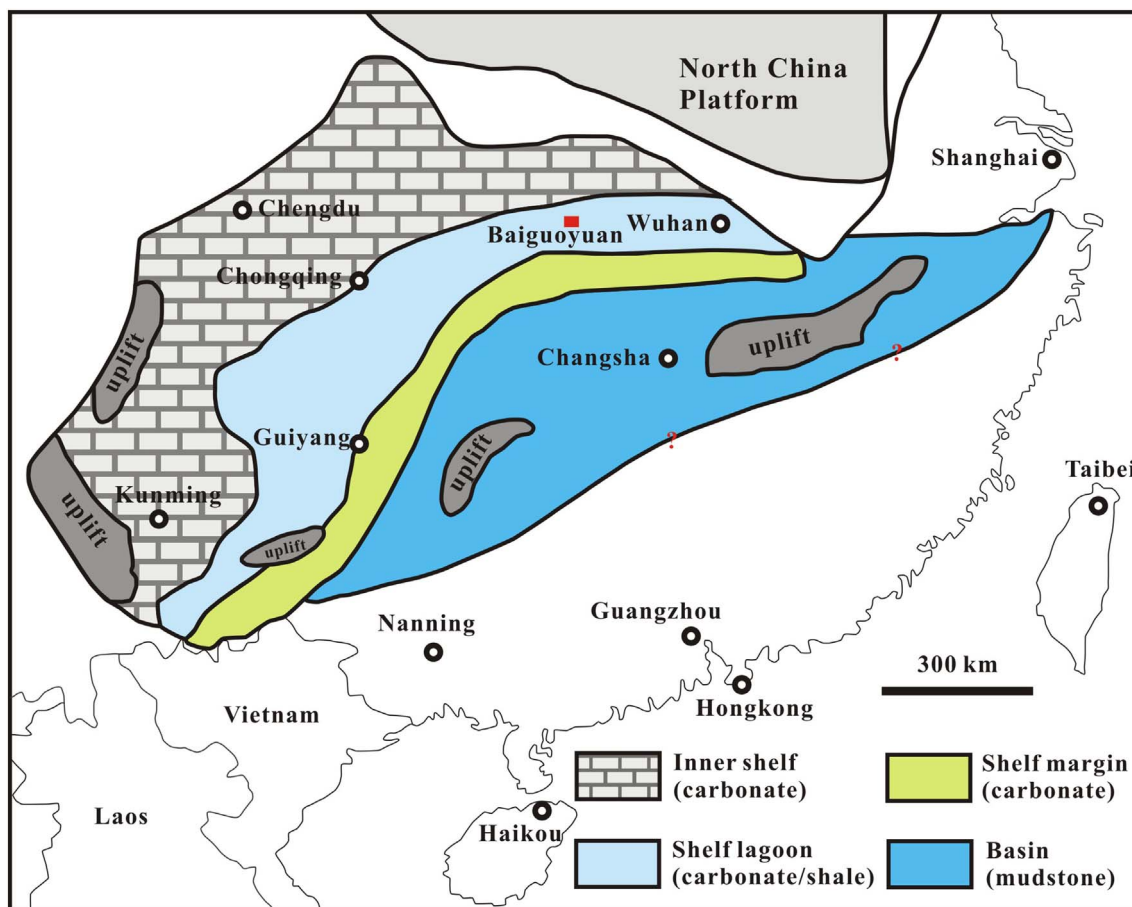 North China
Platform
Shanghai
Chengdu
Baiguoyuan
Wuhan
Chongqing
uplift
Changsha
uplift
?
Guiyang
?
uplift
Taibei
Kunming
uplift
uplift
Guangzhou
Nanning
300 km
Hongkong
Vietnam
Laos
Haikou
Inner shelf
(carbonate)
Shelf margin
(carbonate)
Shelf lagoon
(carbonate/shale)
Basin
(mudstone)